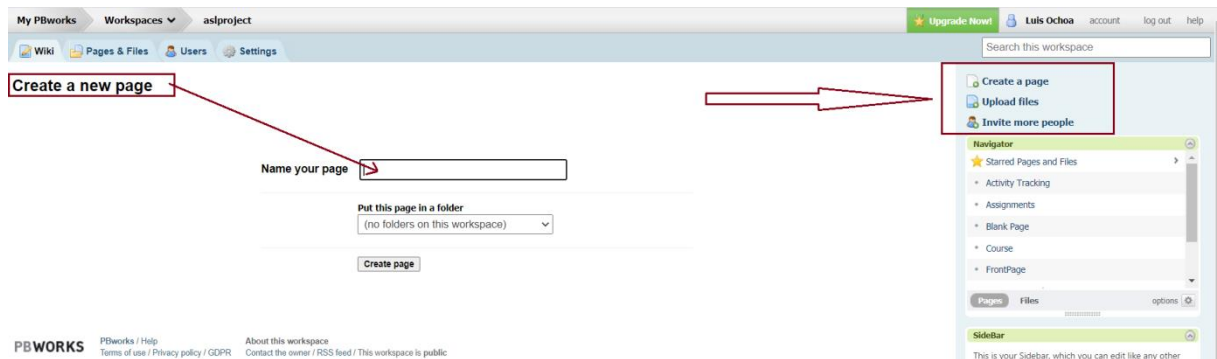 My PBworks Workspaces aslproject Upgrade Now! Luis Ochoa account log out help
Wiki Pages & Files Users Settings Search this workspace
Create a new page
Create a page
Upload files
Invite more people
Name your page
Put this page in a folder
(no folders on this workspace)
Create page
Navigator
Starred Pages and Files
Activity Tracking
Assignments
Blank Page
Course
FrontPage
Pages Files options
SideBar
This is your Sidebar, which you can edit like any other
PBWORKS
PBworks / Help
Terms of use / Privacy policy / GDPR
About this workspace
Contact the owner / RSS feed / This workspace is public